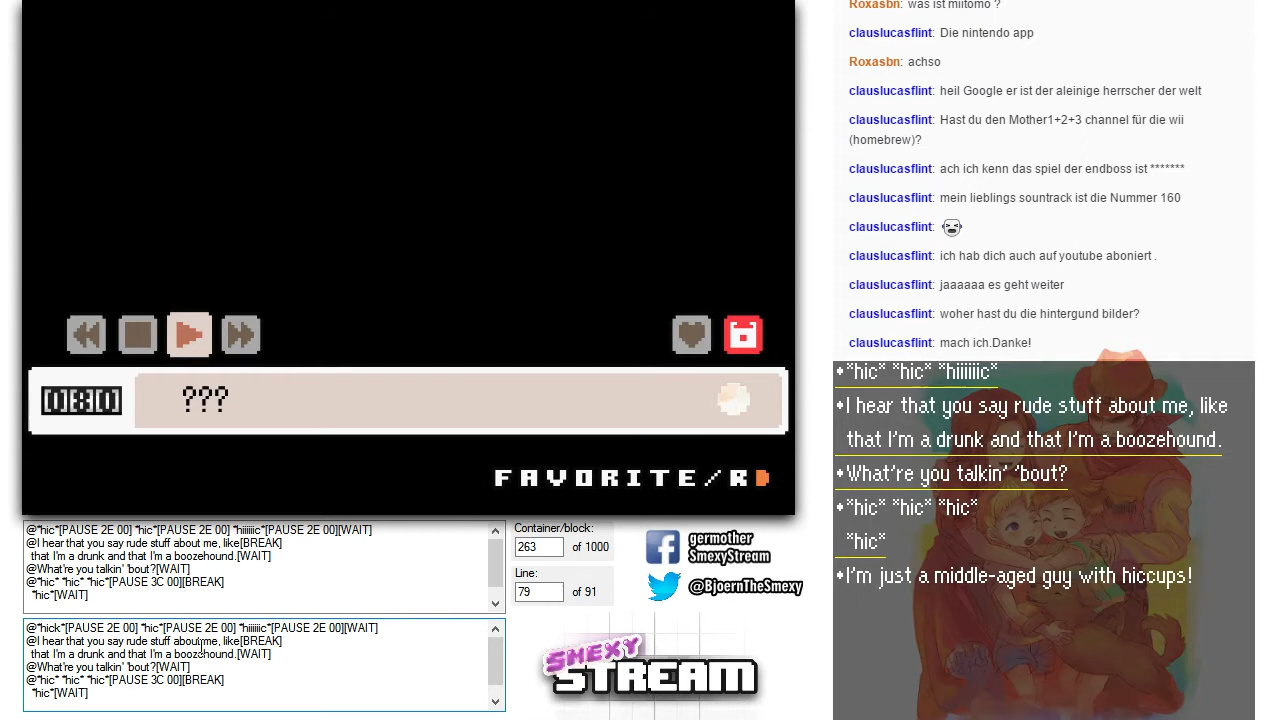 Roxasbn: was ist miitomo ?
clauslucasflint: Die nintendo app
Roxasbn: achso
clauslucasflint: heil Google er ist der aleinige herrscher der welt
clauslucasflint: Hast du den Mother1+2+3 channel für die wii
(homebrew)?
clauslucasflint: ach ich kenn das spiel der endboss ist *******
clauslucasflint: mein lieblings sountrack ist die Nummer 160
clauslucasflint:
clauslucasflint: ich hab dich auch auf youtube aboniert .
clauslucasflint: jaaaaaa es geht weiter
clauslucasflint: woher hast du die hintergund bilder?
clauslucasflint: mach ich.Danke!
080 ???
FAVORITE/R
•*hic* *hic* *hiiiiiic*
•I hear that you say rude stuff about me, like
that I'm a drunk and that I'm a boozehound.
•What're you talkin' 'bout?
•*hic* *hic* *hic*
*hic*
•I'm just a middle-aged guy with hiccups!
@*hic*[PAUSE 2E 00] *hic*[PAUSE 2E 00] *hiiiiiic*[PAUSE 2E 00][WAIT]
@I hear that you say rude stuff about me, like[BREAK]
that I'm a drunk and that I'm a boozehound.[WAIT]
@What're you talkin' 'bout?[WAIT]
@*hic* *hic* *hic*[PAUSE 3C 00][BREAK]
*hic*[WAIT]
@*hick*[PAUSE 2E 00] *hic*[PAUSE 2E 00] *hiiiiiic*[PAUSE 2E 00][WAIT]
@I hear that you say rude stuff about me, like[BREAK]
that I'm a drunk and that I'm a boozehound.[WAIT]
@What're you talkin' 'bout?[WAIT]
@*hic* *hic* *hic*[PAUSE 3C 00][BREAK]
*hic*[WAIT]
Container/block:
263 of 1000
Line:
79 of 91
germother
SmexyStream
@BjoernTheSmexy
SMEXY
STREAM